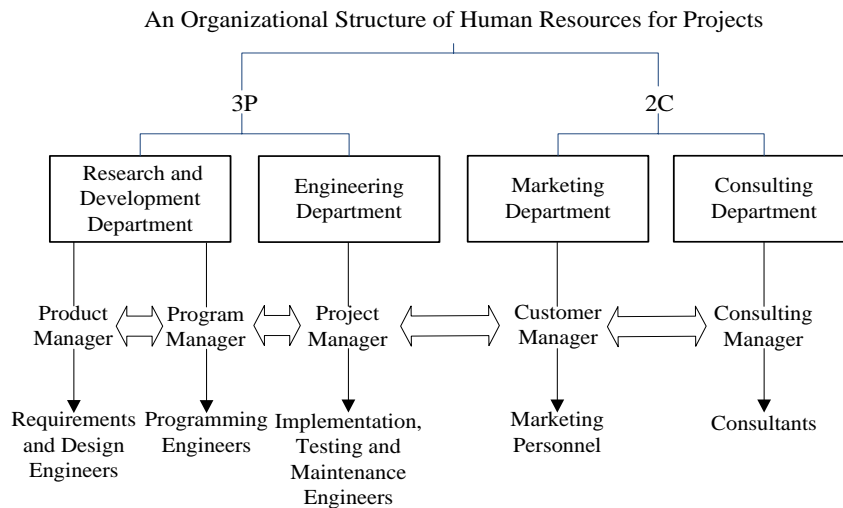 An Organizational Structure of Human Resources for Projects
3P
2C
Research and
Development
Department
Engineering
Department
Marketing
Department
Consulting
Department
Product
Manager
Program
Manager
Project
Manager
Customer
Manager
Consulting
Manager
Requirements
and Design
Engineers
Programming
Engineers
Implementation,
Testing and
Maintenance
Engineers
Marketing
Personnel
Consultants